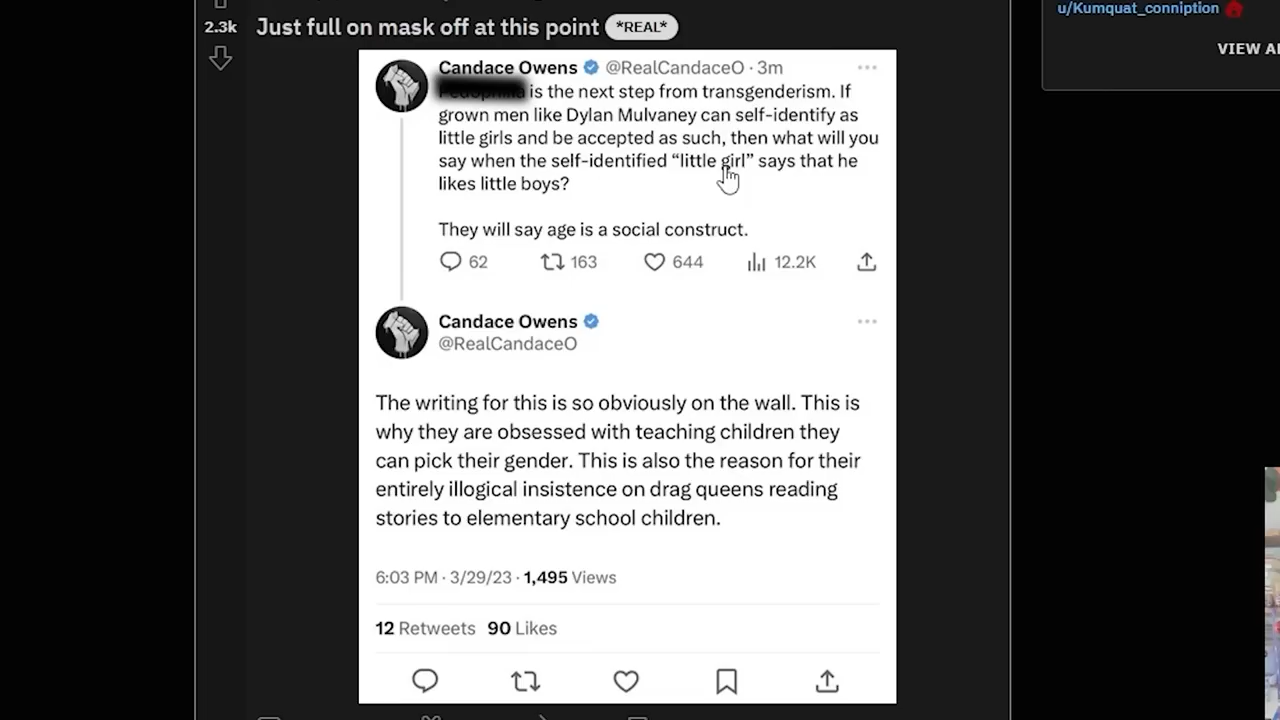 u/Kumquat_conniption
2.3k Just full on mask off at this point *REAL*
VIEW
Candace Owens @RealCandaceO · 3m
is the next step from transgenderism. If
grown men like Dylan Mulvaney can self-identify as
little girls and be accepted as such, then what will you
say when the self-identified “little girl” says that he
likes little boys?
They will say age is a social construct.
62 163 644 12.2K
Candace Owens
@RealCandaceO
The writing for this is so obviously on the wall. This is
why they are obsessed with teaching children they
can pick their gender. This is also the reason for their
entirely illogical insistence on drag queens reading
stories to elementary school children.
6:03 PM · 3/29/23 · 1,495 Views
12 Retweets 90 Likes